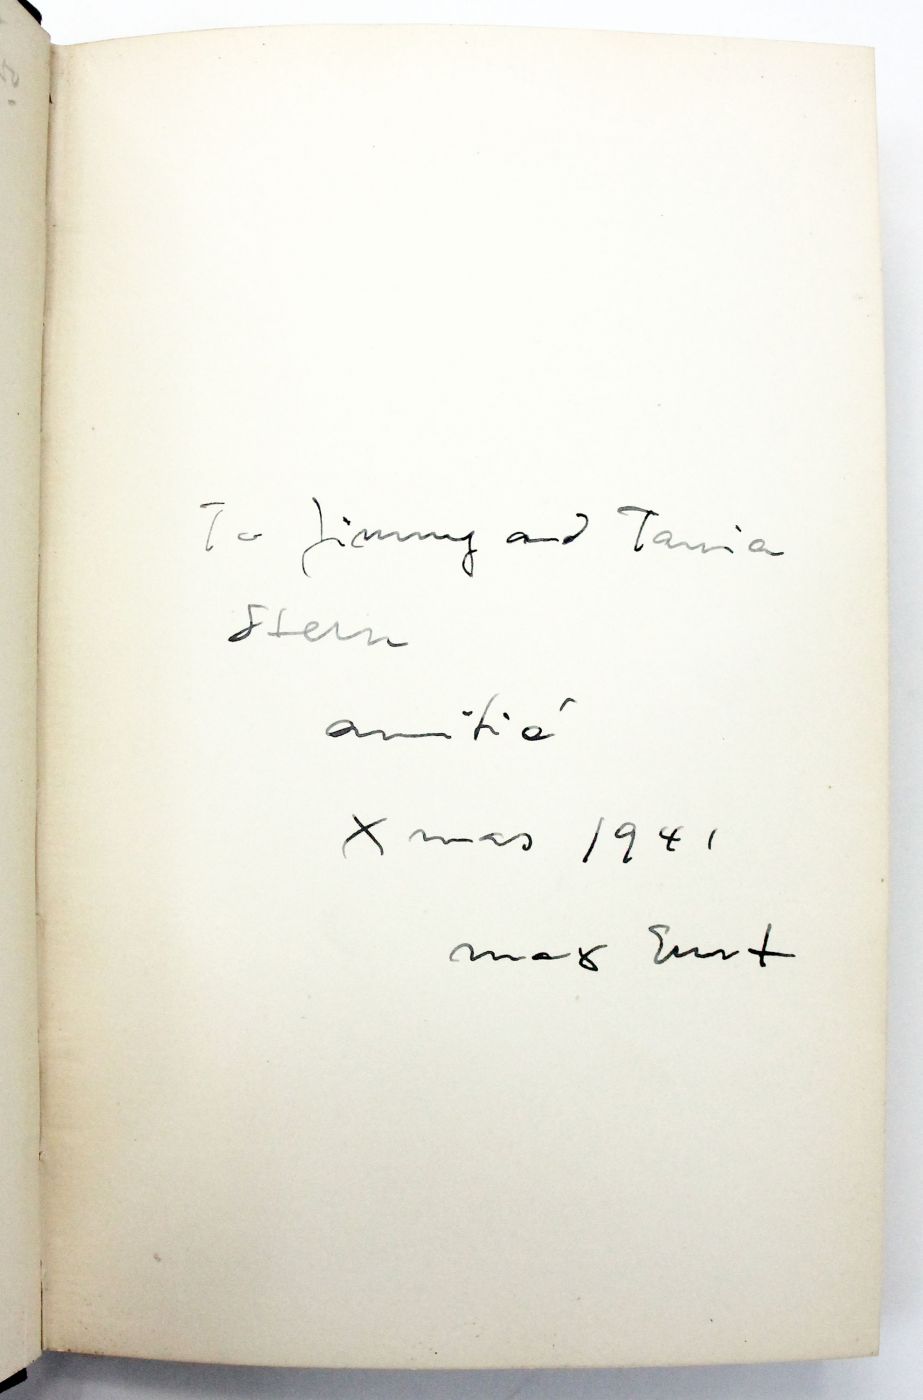 To Jimmy and Tania
Stern
amitié
Xmas 1941
max Ernst